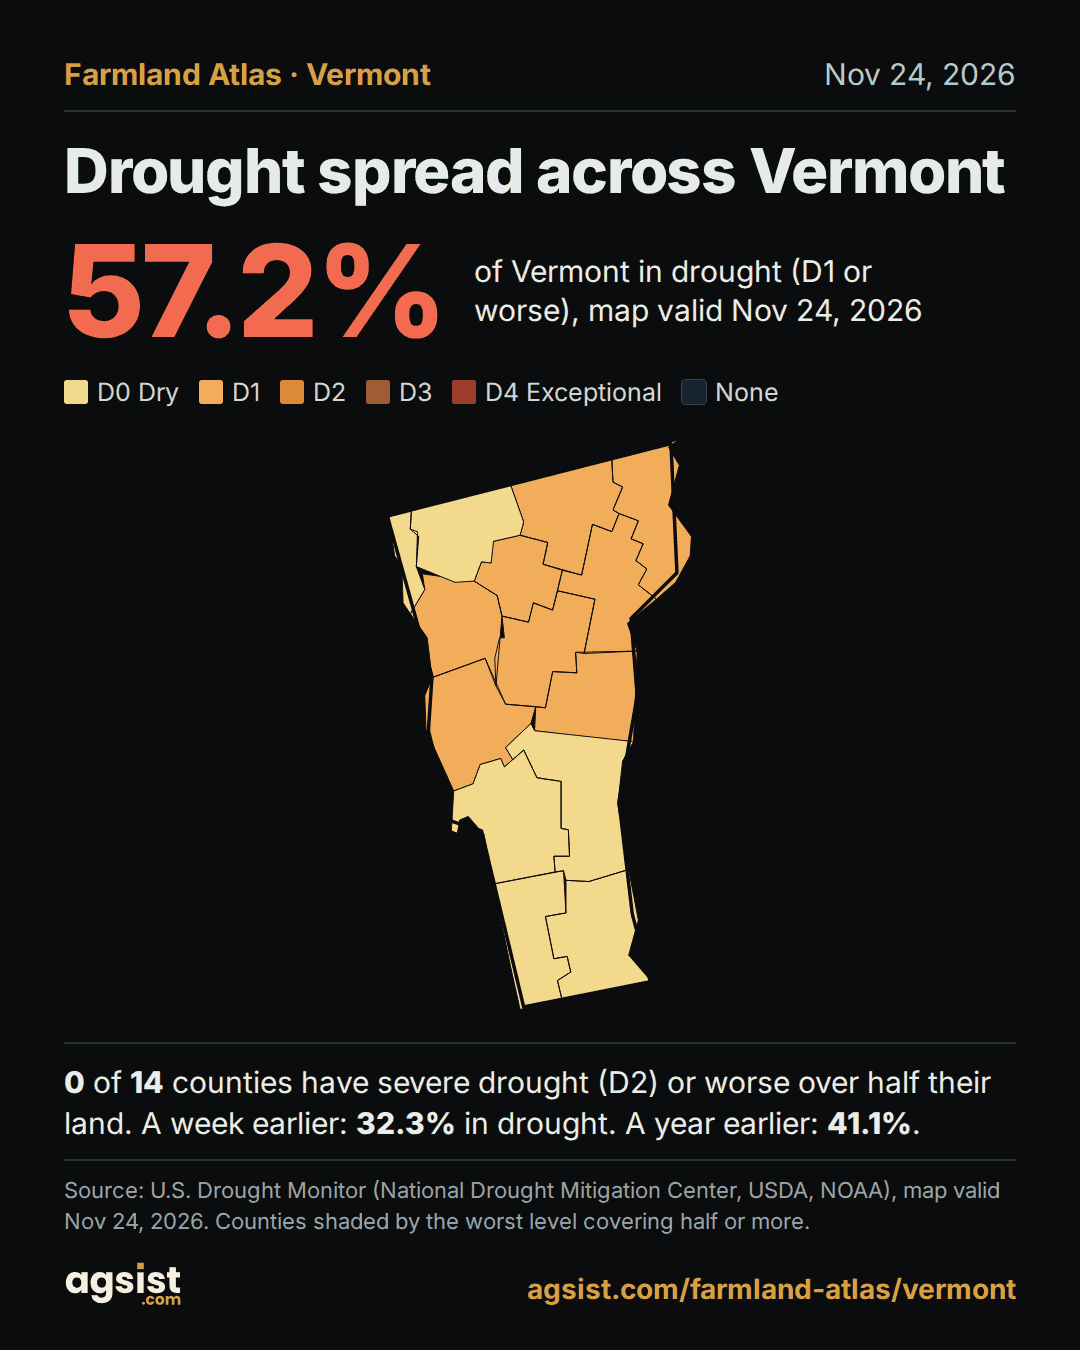 Farmland Atlas · Vermont
Nov 24, 2026
Drought spread across Vermont
57.2%
of Vermont in drought (D1 or
worse), map valid Nov 24, 2026
D0 Dry D1 D2 D3 D4 Exceptional None
0 of 14 counties have severe drought (D2) or worse over half their
land. A week earlier: 32.3% in drought. A year earlier: 41.1%.
Source: U.S. Drought Monitor (National Drought Mitigation Center, USDA, NOAA), map valid
Nov 24, 2026. Counties shaded by the worst level covering half or more.
agsist
.com
agsist.com/farmland-atlas/vermont